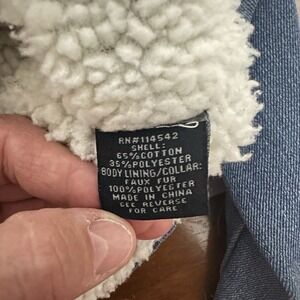 RN#114542
SHELL:
65%COTTON
35%POLYESTER
BODY LINING/COLLAR:
FAUX FUR
100%POLYESTER
MADE IN CHINA
SEE REVERSE
FOR CARE